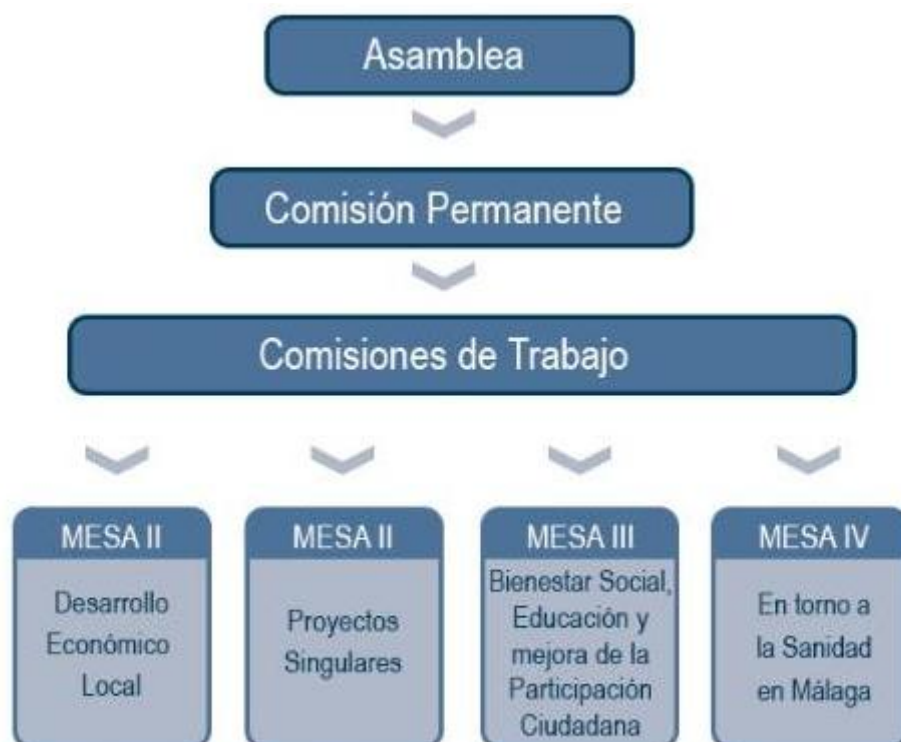 Asamblea
Comisión Permanente
Comisiones de Trabajo
MESA II
Desarrollo
Económico
Local
MESA II
Proyectos
Singulares
MESA III
Bienestar Social,
Educación y
mejora de la
Participación
Ciudadana
MESA IV
En torno a
la Sanidad
en Málaga